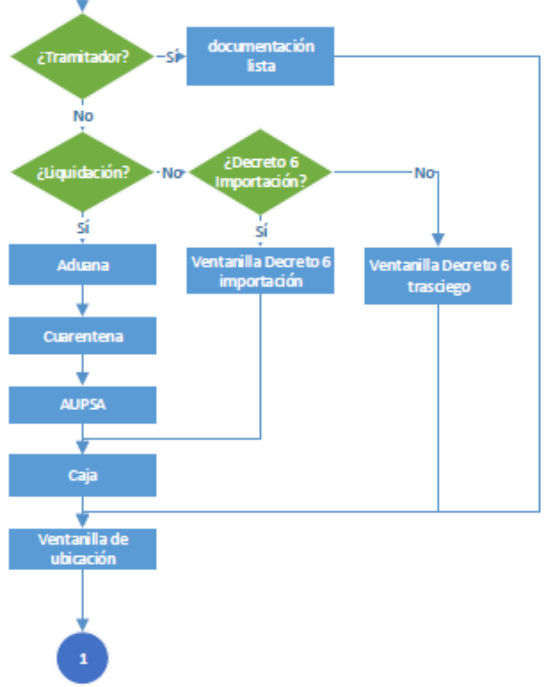 ¿Tramitador?
Sí
documentación
lista
No
¿Liquidación?
No
¿Decreto 6
Importación?
No
Sí
Sí
Aduana
Ventanilla Decreto 6
importación
Ventanilla Decreto 6
trasciego
Cuarentena
AUPSA
Caja
Ventanilla de
ubicación
1